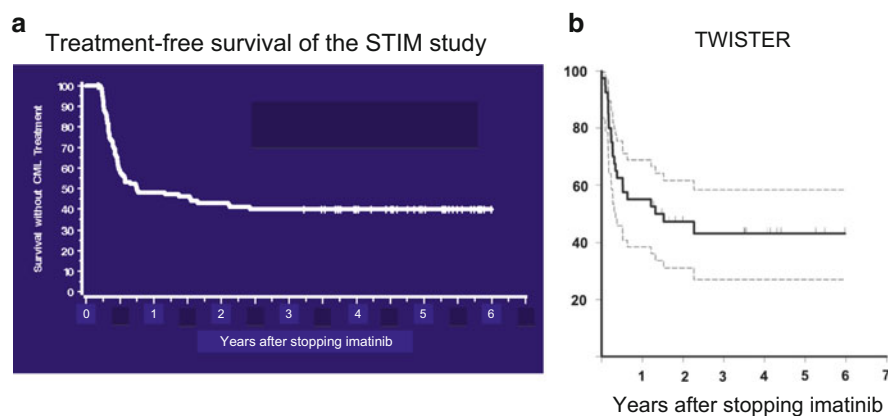 a
Treatment-free survival of the STIM study
Survival without CML Treatment
100
90
80
70
60
50
40
30
20
10
0
0 1 2 3 4 5 6
Years after stopping imatinib
b
TWISTER
100
80
60
40
20
1 2 3 4 5 6 7
Years after stopping imatinib